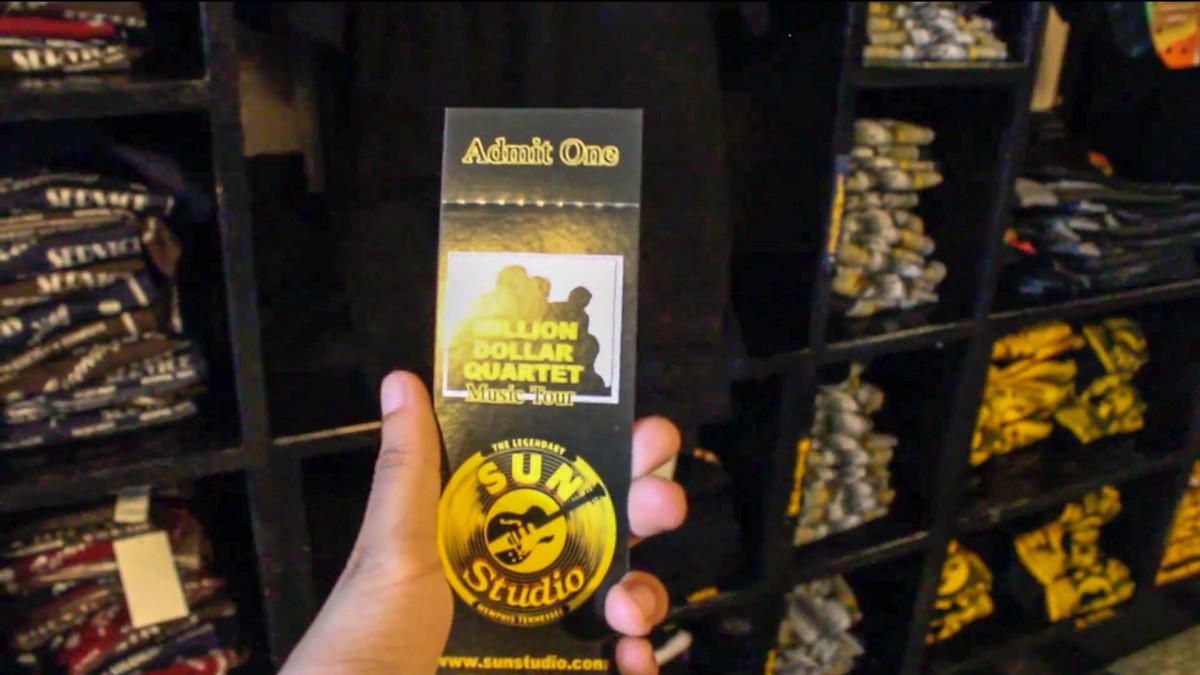 Admit One
MILLION
DOLLAR
QUARTET
Music Tour
THE LEGENDARY
SUN
Studio
MEMPHIS TENNESSEE
www.sunstudio.com